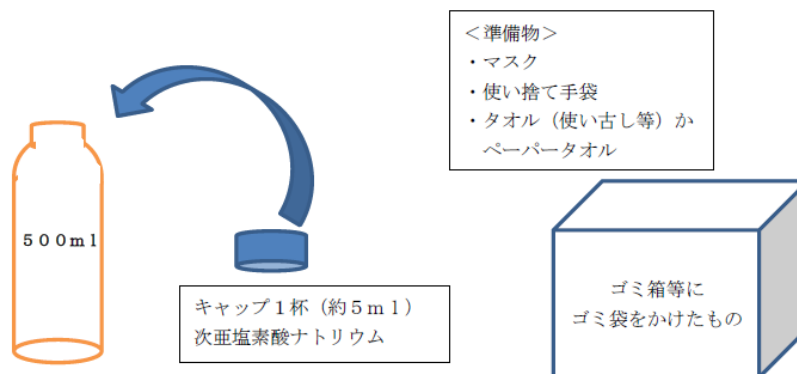 ＜準備物＞
・マスク
・使い捨て手袋
・タオル（使い古し等）か
ペーパータオル
５００ｍｌ
キャップ１杯（約５ｍｌ）
次亜塩素酸ナトリウム
ゴミ箱等に
ゴミ袋をかけたもの